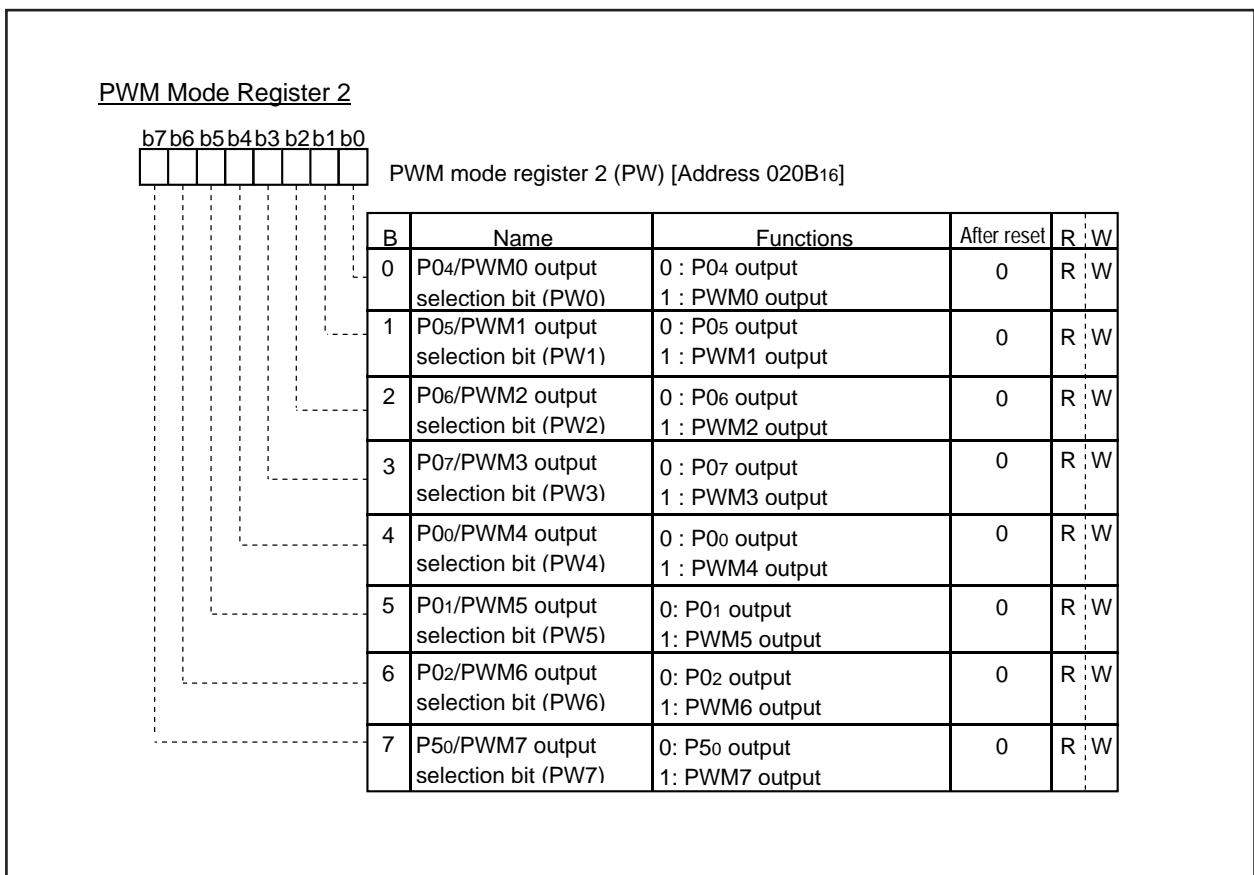 PWM Mode Register 2
b7 b6 b5 b4 b3 b2 b1 b0
PWM mode register 2 (PW) [Address 020B16]
B Name Functions After reset R W
0 P04/PWM0 output 0 : P04 output 0 R W
selection bit (PW0) 1 : PWM0 output
1 P05/PWM1 output 0 : P05 output 0 R W
selection bit (PW1) 1 : PWM1 output
2 P06/PWM2 output 0 : P06 output 0 R W
selection bit (PW2) 1 : PWM2 output
3 P07/PWM3 output 0 : P07 output 0 R W
selection bit (PW3) 1 : PWM3 output
4 P00/PWM4 output 0 : P00 output 0 R W
selection bit (PW4) 1 : PWM4 output
5 P01/PWM5 output 0: P01 output 0 R W
selection bit (PW5) 1: PWM5 output
6 P02/PWM6 output 0: P02 output 0 R W
selection bit (PW6) 1: PWM6 output
7 P50/PWM7 output 0: P50 output 0 R W
selection bit (PW7) 1: PWM7 output